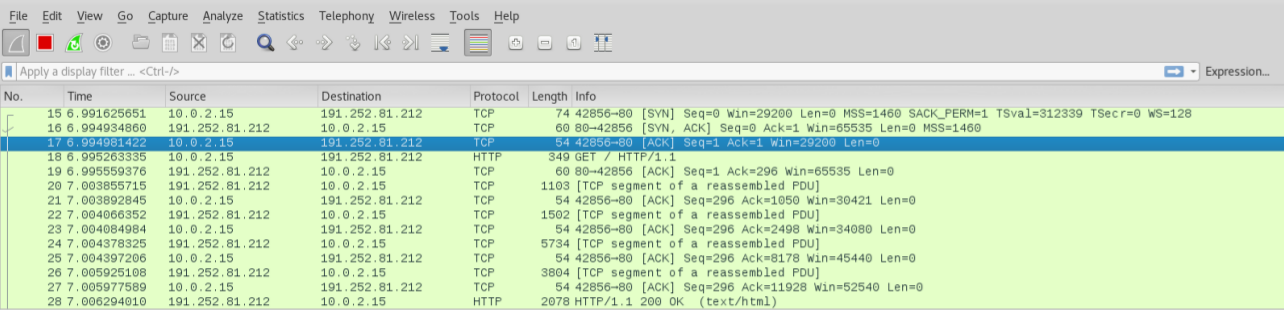 File Edit View Go Capture Analyze Statistics Telephony Wireless Tools Help
Apply a display filter ... <Ctrl-/> Expression...
No. Time Source Destination Protocol Length Info
15 6.991625651 10.0.2.15 191.252.81.212 TCP 74 42856→80 [SYN] Seq=0 Win=29200 Len=0 MSS=1460 SACK_PERM=1 TSval=312339 TSecr=0 WS=128
16 6.994934860 191.252.81.212 10.0.2.15 TCP 60 80→42856 [SYN, ACK] Seq=0 Ack=1 Win=65535 Len=0 MSS=1460
17 6.994981422 10.0.2.15 191.252.81.212 TCP 54 42856→80 [ACK] Seq=1 Ack=1 Win=29200 Len=0
18 6.995263335 10.0.2.15 191.252.81.212 HTTP 349 GET / HTTP/1.1
19 6.995559376 191.252.81.212 10.0.2.15 TCP 60 80→42856 [ACK] Seq=1 Ack=296 Win=65535 Len=0
20 7.003855715 191.252.81.212 10.0.2.15 TCP 1103 [TCP segment of a reassembled PDU]
21 7.003892845 10.0.2.15 191.252.81.212 TCP 54 42856→80 [ACK] Seq=296 Ack=1050 Win=30421 Len=0
22 7.004066352 191.252.81.212 10.0.2.15 TCP 1502 [TCP segment of a reassembled PDU]
23 7.004084984 10.0.2.15 191.252.81.212 TCP 54 42856→80 [ACK] Seq=296 Ack=2498 Win=34080 Len=0
24 7.004378325 191.252.81.212 10.0.2.15 TCP 5734 [TCP segment of a reassembled PDU]
25 7.004397206 10.0.2.15 191.252.81.212 TCP 54 42856→80 [ACK] Seq=296 Ack=8178 Win=45440 Len=0
26 7.005925108 191.252.81.212 10.0.2.15 TCP 3804 [TCP segment of a reassembled PDU]
27 7.005977589 10.0.2.15 191.252.81.212 TCP 54 42856→80 [ACK] Seq=296 Ack=11928 Win=52540 Len=0
28 7.006294010 191.252.81.212 10.0.2.15 HTTP 2078 HTTP/1.1 200 OK (text/html)